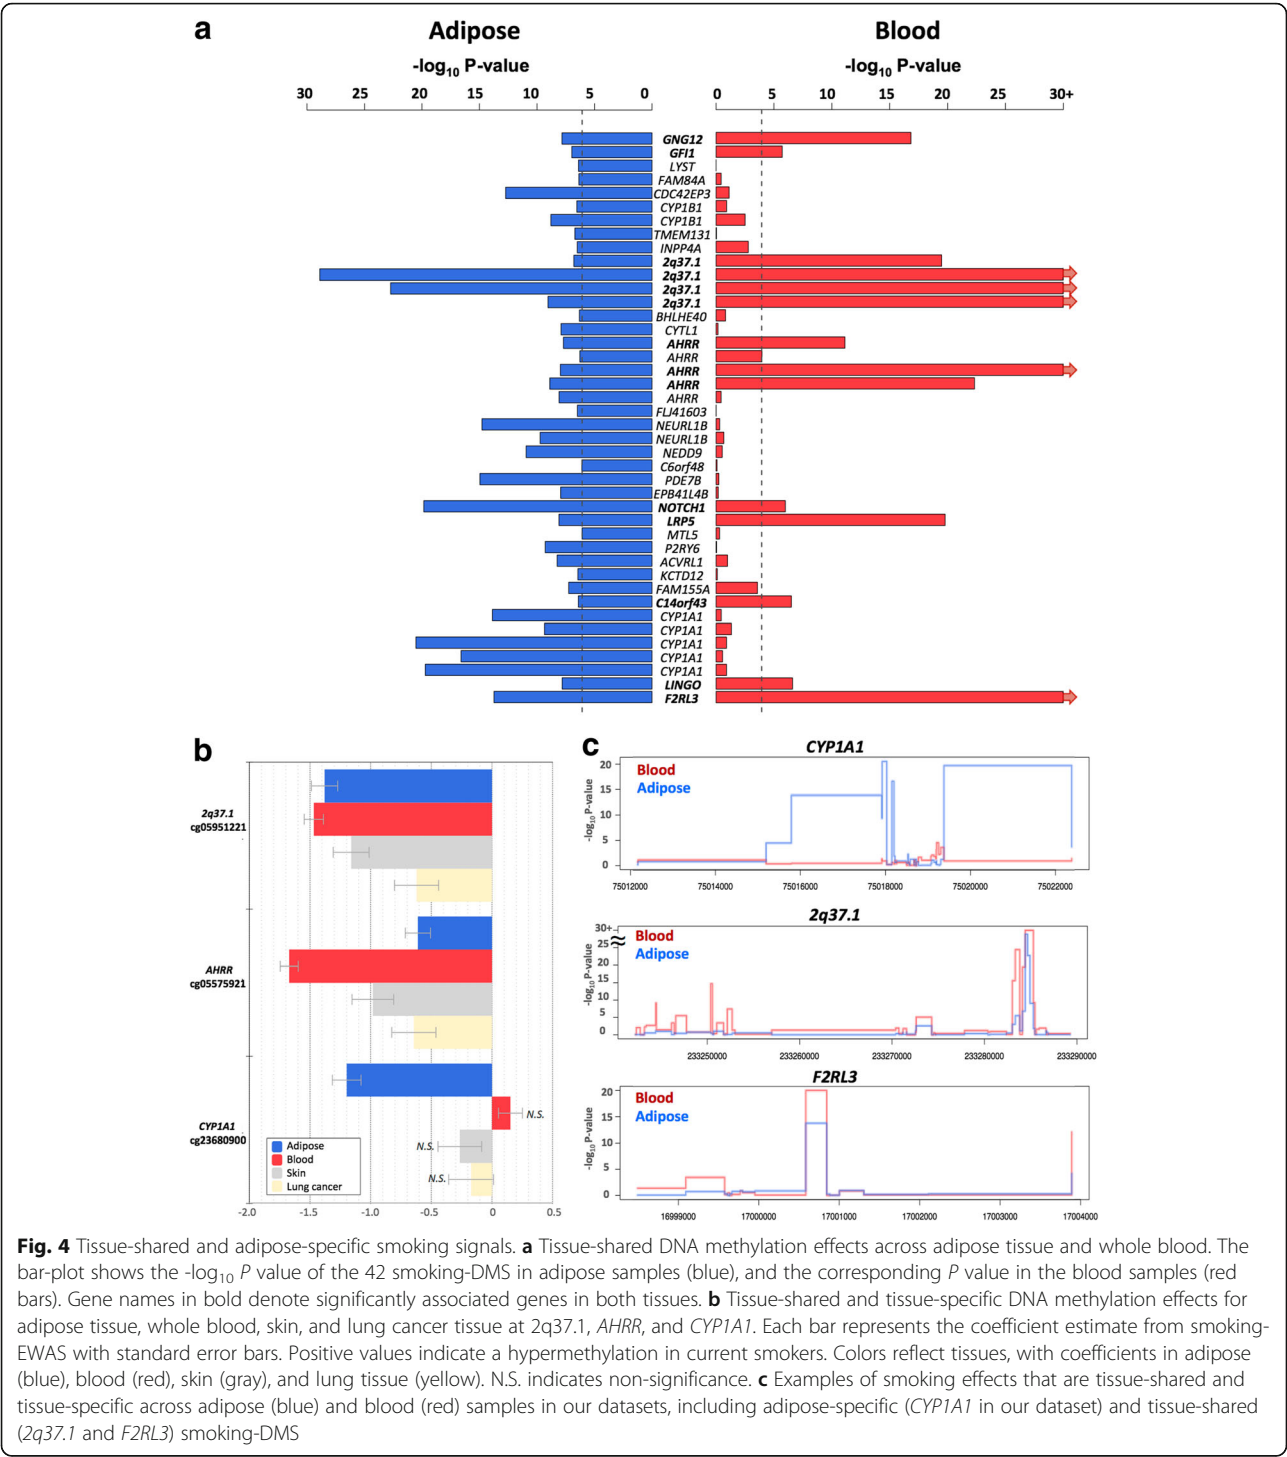 a
Adipose
Blood
-log10 P-value
-log10 P-value
30 25 20 15 10 5 0
0 5 10 15 20 25 30+
GNG12
GFI1
LYST
FAM84A
CDC42EP3
CYP1B1
CYP1B1
TMEM131
INPP4A
2q37.1
2q37.1
2q37.1
2q37.1
BHLHE40
CYTL1
AHRR
AHRR
AHRR
AHRR
AHRR
FLJ41603
NEURL1B
NEURL1B
NEDD9
C6orf48
PDE7B
EPB41L4B
NOTCH1
LRP5
MTL5
P2RY6
ACVRL1
KCTD12
FAM155A
C14orf43
CYP1A1
CYP1A1
CYP1A1
CYP1A1
CYP1A1
LINGO
F2RL3
b
2q37.1
cg05951221
AHRR
cg05575921
CYP1A1
cg23680900
N.S.
N.S.
N.S.
Adipose
Blood
Skin
Lung cancer
-2.0 -1.5 -1.0 -0.5 0 0.5
c
CYP1A1
Blood
Adipose
-log10 P-value
20
15
10
5
0
75012000 75014000 75016000 75018000 75020000 75022000
2q37.1
Blood
Adipose
-log10 P-value
30+
25
20
15
10
5
0
233250000 233260000 233270000 233280000 233290000
F2RL3
Blood
Adipose
-log10 P-value
20
15
10
5
0
16999000 17000000 17001000 17002000 17003000 17004000
Fig. 4 Tissue-shared and adipose-specific smoking signals. a Tissue-shared DNA methylation effects across adipose tissue and whole blood. The
bar-plot shows the -log10 P value of the 42 smoking-DMS in adipose samples (blue), and the corresponding P value in the blood samples (red
bars). Gene names in bold denote significantly associated genes in both tissues. b Tissue-shared and tissue-specific DNA methylation effects for
adipose tissue, whole blood, skin, and lung cancer tissue at 2q37.1, AHRR, and CYP1A1. Each bar represents the coefficient estimate from smoking-
EWAS with standard error bars. Positive values indicate a hypermethylation in current smokers. Colors reflect tissues, with coefficients in adipose
(blue), blood (red), skin (gray), and lung tissue (yellow). N.S. indicates non-significance. c Examples of smoking effects that are tissue-shared and
tissue-specific across adipose (blue) and blood (red) samples in our datasets, including adipose-specific (CYP1A1 in our dataset) and tissue-shared
(2q37.1 and F2RL3) smoking-DMS